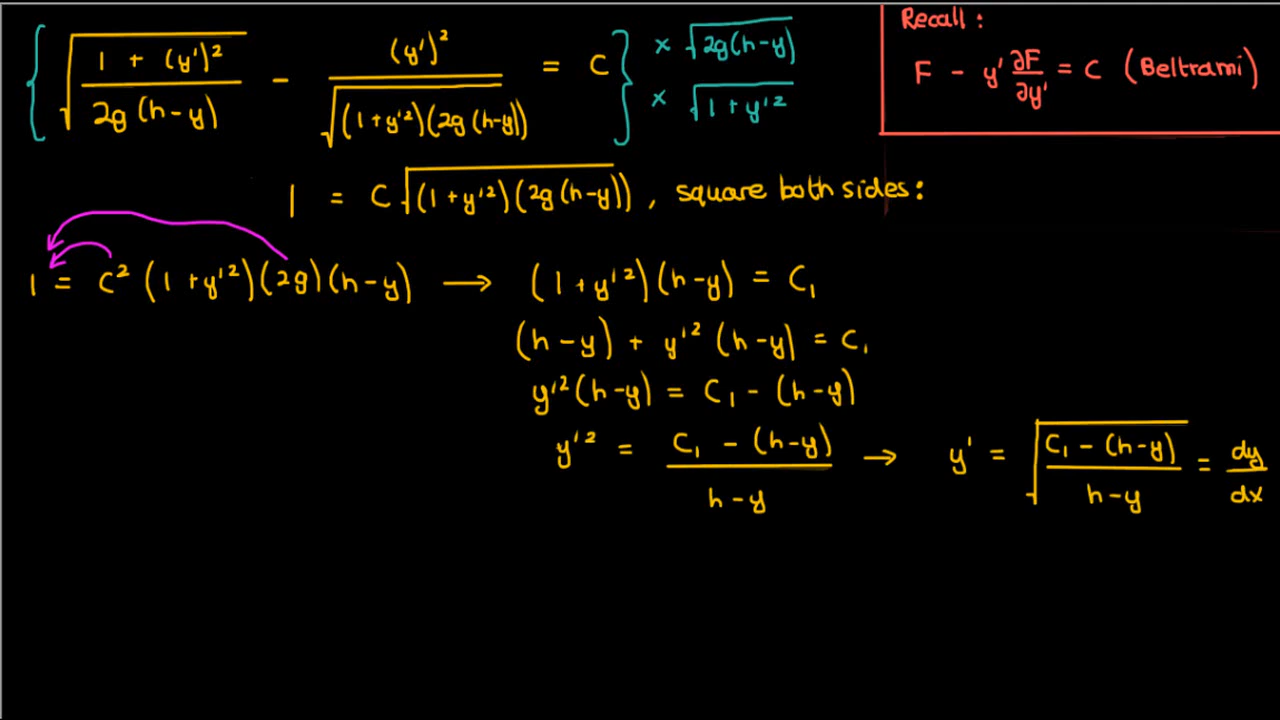 { √((1 + (y')²)/(2g(h-y))) - (y')²/√((1+y'²)(2g(h-y))) = C } × √(2g(h-y)) × √(1+y'²)
Recall :
F - y' ∂F/∂y' = C (Beltrami)
1 = C√((1+y'²)(2g(h-y))) , square both sides:
1 = C² (1+y'²)(2g)(h-y) → (1+y'²)(h-y) = C₁
(h-y) + y'² (h-y) = C₁
y'²(h-y) = C₁ - (h-y)
y'² = (C₁ - (h-y))/(h-y) → y' = √((C₁ - (h-y))/(h-y)) = dy/dx